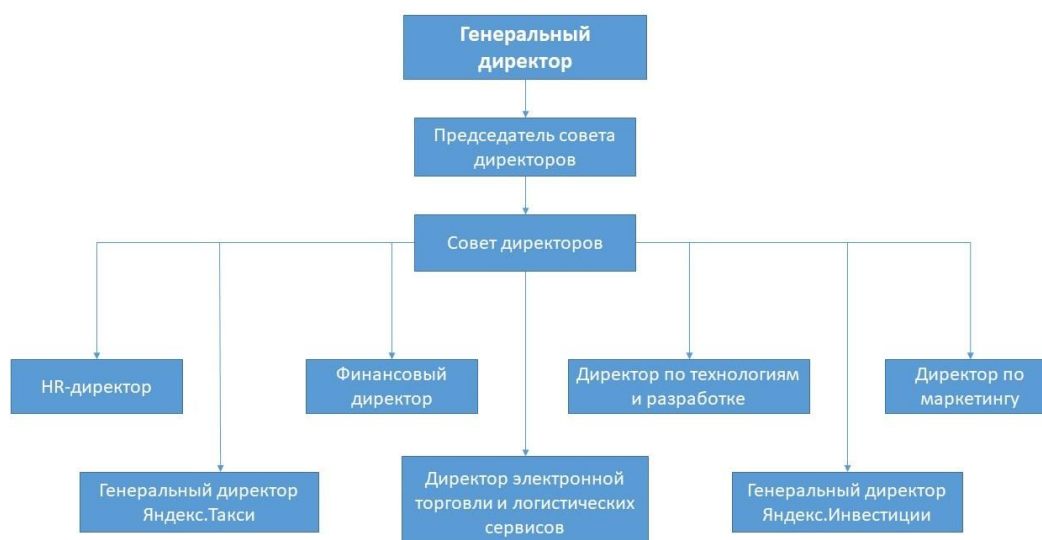 Генеральный
директор
Председатель совета
директоров
Совет директоров
HR-директор
Финансовый
директор
Директор по технологиям
и разработке
Директор по
маркетингу
Генеральный директор
Яндекс.Такси
Директор электронной
торговли и логистических
сервисов
Генеральный директор
Яндекс.Инвестиции